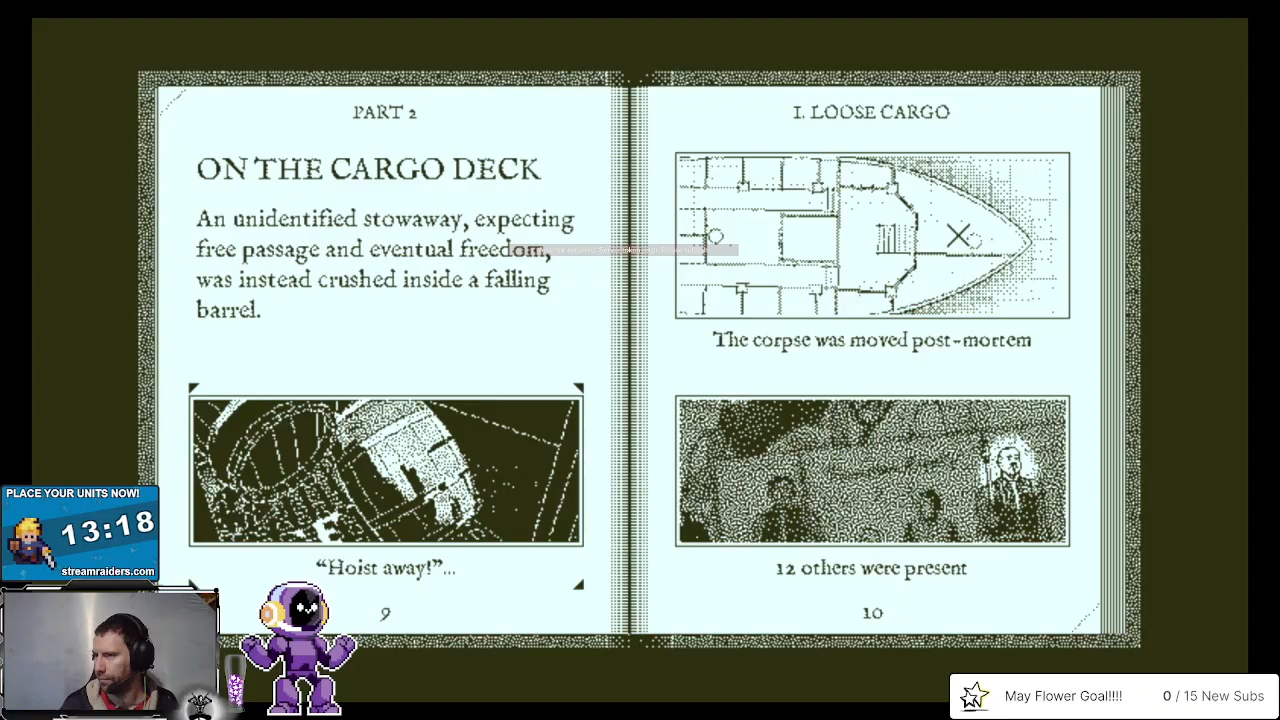 PART 2
ON THE CARGO DECK
An unidentified stowaway, expecting
free passage and eventual freedom,
was instead crushed inside a falling
barrel.
"Hoist away!"...
9
I. LOOSE CARGO
The corpse was moved post-mortem
12 others were present
10
PLACE YOUR UNITS NOW!
13:18
streamraiders.com
May Flower Goal!!!! 0 / 15 New Subs